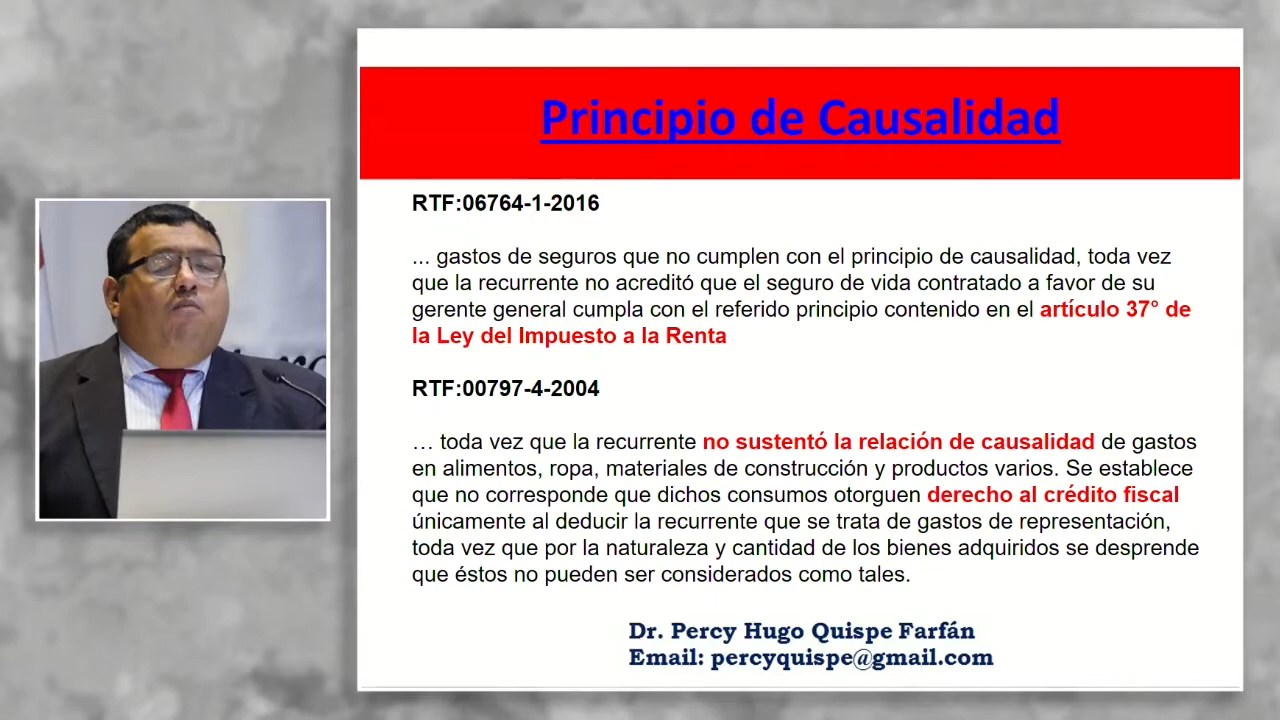 Principio de Causalidad
RTF:06764-1-2016
... gastos de seguros que no cumplen con el principio de causalidad, toda vez
que la recurrente no acreditó que el seguro de vida contratado a favor de su
gerente general cumpla con el referido principio contenido en el artículo 37° de
la Ley del Impuesto a la Renta
RTF:00797-4-2004
… toda vez que la recurrente no sustentó la relación de causalidad de gastos
en alimentos, ropa, materiales de construcción y productos varios. Se establece
que no corresponde que dichos consumos otorguen derecho al crédito fiscal
únicamente al deducir la recurrente que se trata de gastos de representación,
toda vez que por la naturaleza y cantidad de los bienes adquiridos se desprende
que éstos no pueden ser considerados como tales.
Dr. Percy Hugo Quispe Farfán
Email: percyquispe@gmail.com